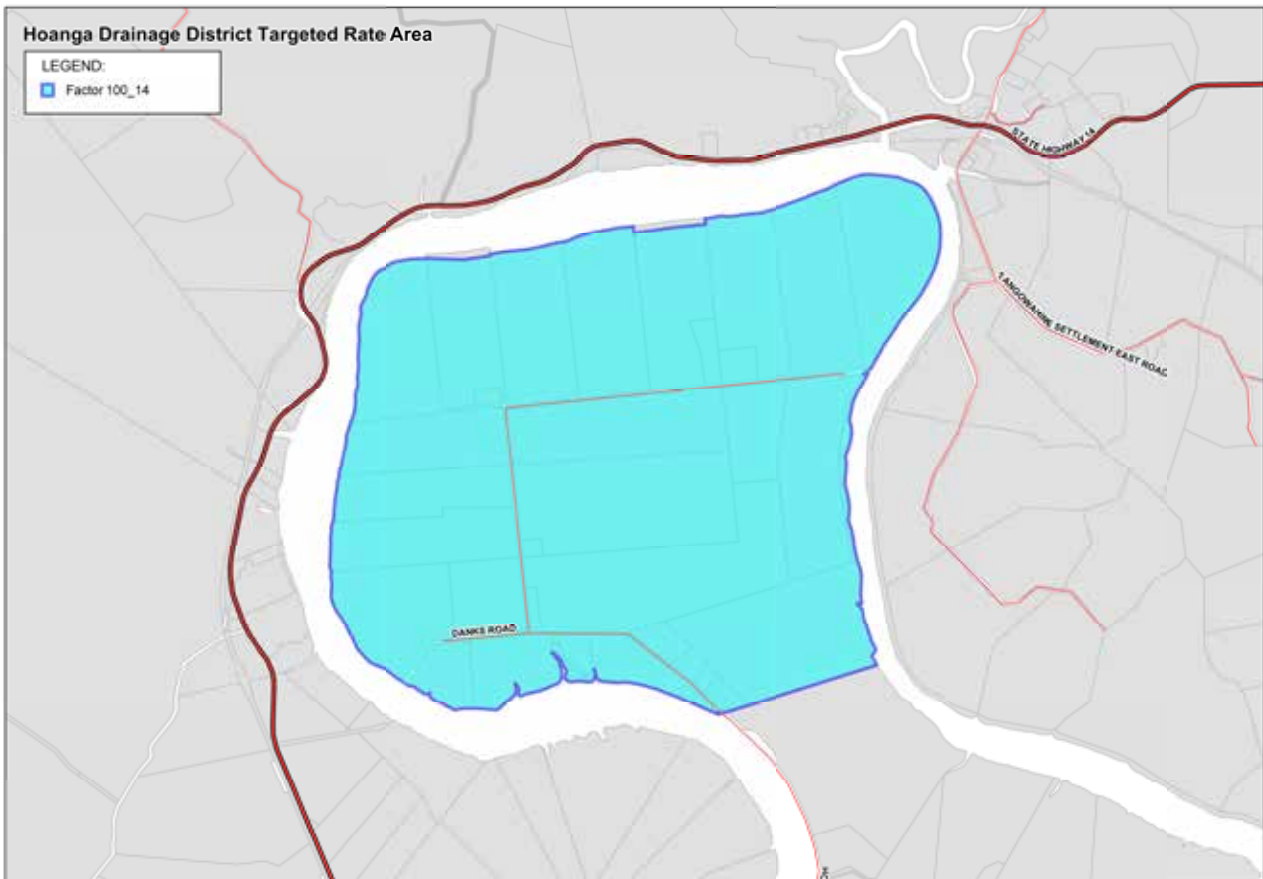 Hoanga Drainage District Targeted Rate Area
LEGEND:
Factor 100_14
STATE HIGHWAY 14
TANGOWAHINE SETTLEMENT EAST ROAD
DANKS ROAD